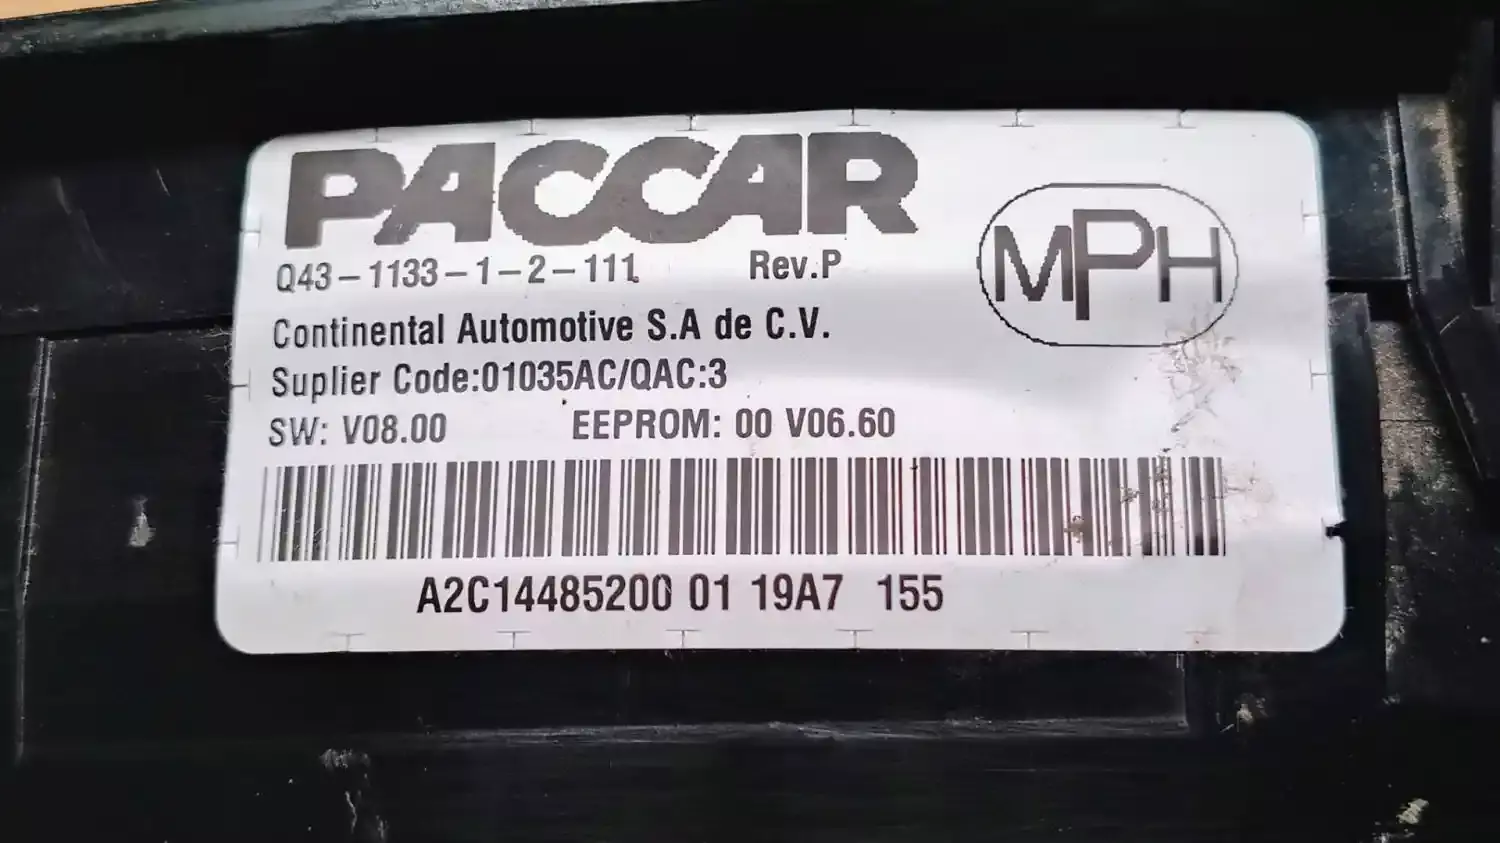 PACCAR
Q43-1133-1-2-111 Rev.P
MPH
Continental Automotive S.A de C.V.
Suplier Code:01035AC/QAC:3
SW: V08.00 EEPROM: 00 V06.60
A2C14485200 01 19A7 155